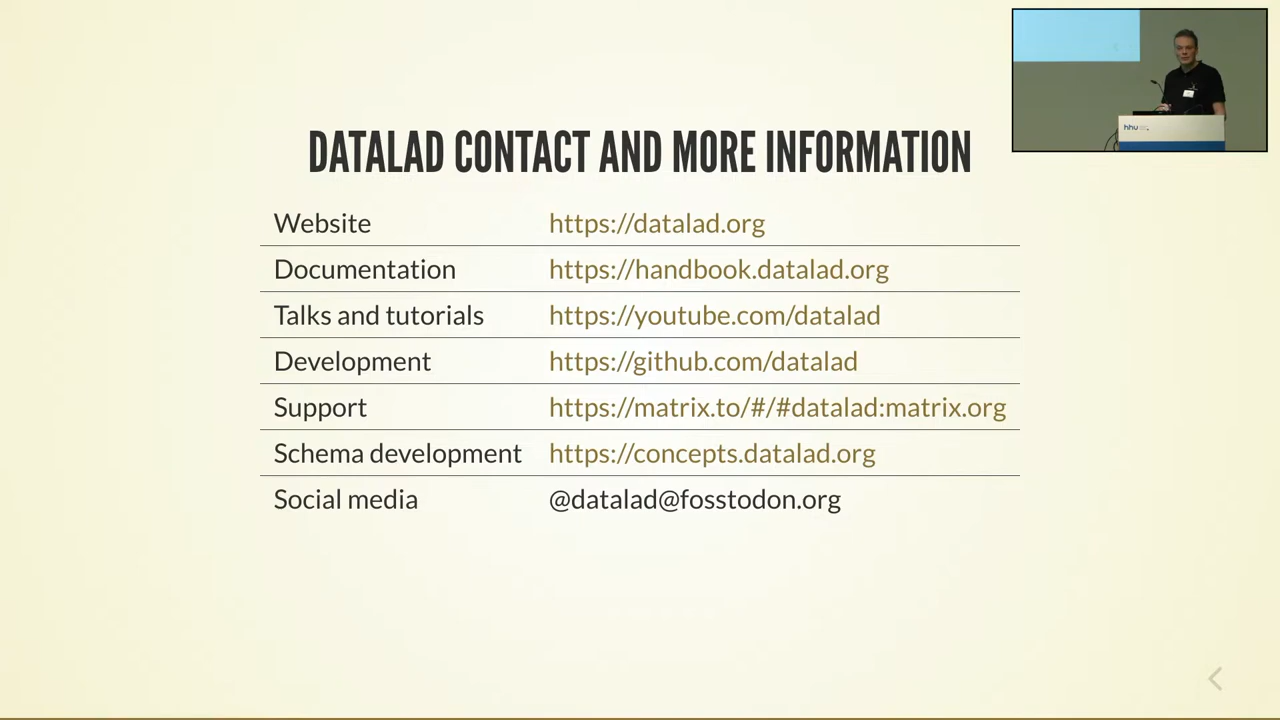 DATALAD CONTACT AND MORE INFORMATION
Website https://datalad.org
Documentation https://handbook.datalad.org
Talks and tutorials https://youtube.com/datalad
Development https://github.com/datalad
Support https://matrix.to/#/#datalad:matrix.org
Schema development https://concepts.datalad.org
Social media @datalad@fosstodon.org
hhu